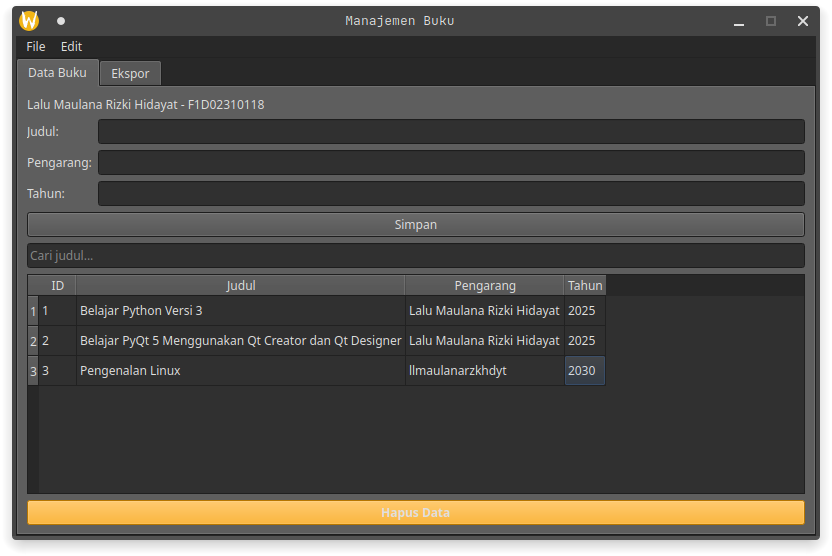 Manajemen Buku
File Edit
Data Buku Ekspor
Lalu Maulana Rizki Hidayat - F1D02310118
Judul:
Pengarang:
Tahun:
Simpan
Cari judul...
ID Judul Pengarang Tahun
1 1 Belajar Python Versi 3 Lalu Maulana Rizki Hidayat 2025
2 2 Belajar PyQt 5 Menggunakan Qt Creator dan Qt Designer Lalu Maulana Rizki Hidayat 2025
3 3 Pengenalan Linux llmaulanarzkhdyt 2030
Hapus Data